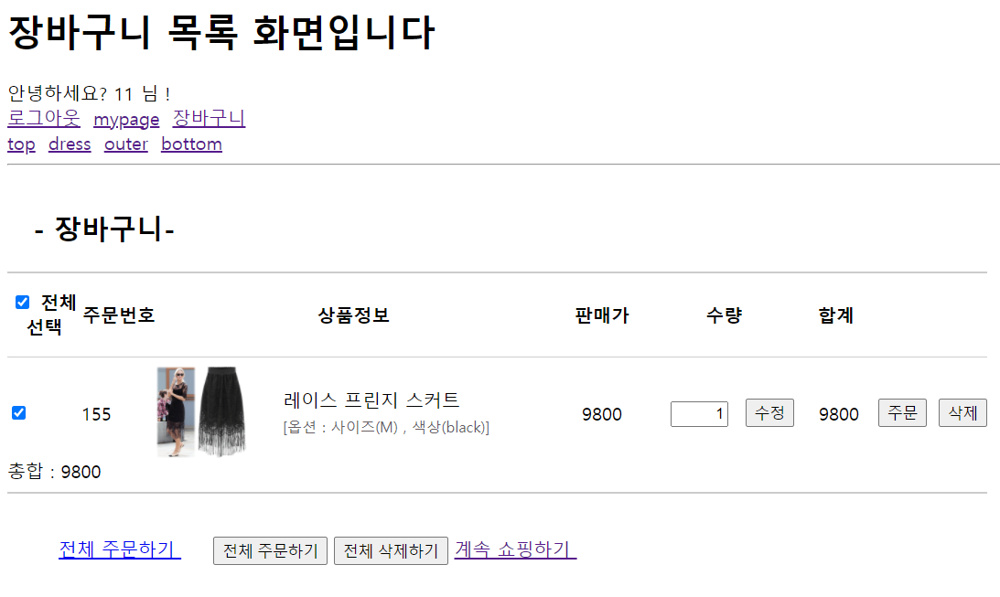 장바구니 목록 화면입니다
안녕하세요? 11 님 !
로그아웃 mypage 장바구니
top dress outer bottom
- 장바구니-
전체
선택
주문번호 상품정보 판매가 수량 합계
레이스 프린지 스커트
155 9800 1 수정 9800 주문 삭제
[옵션 : 사이즈(M) , 색상(black)]
총합 : 9800
전체 주문하기 전체 주문하기 전체 삭제하기 계속 쇼핑하기